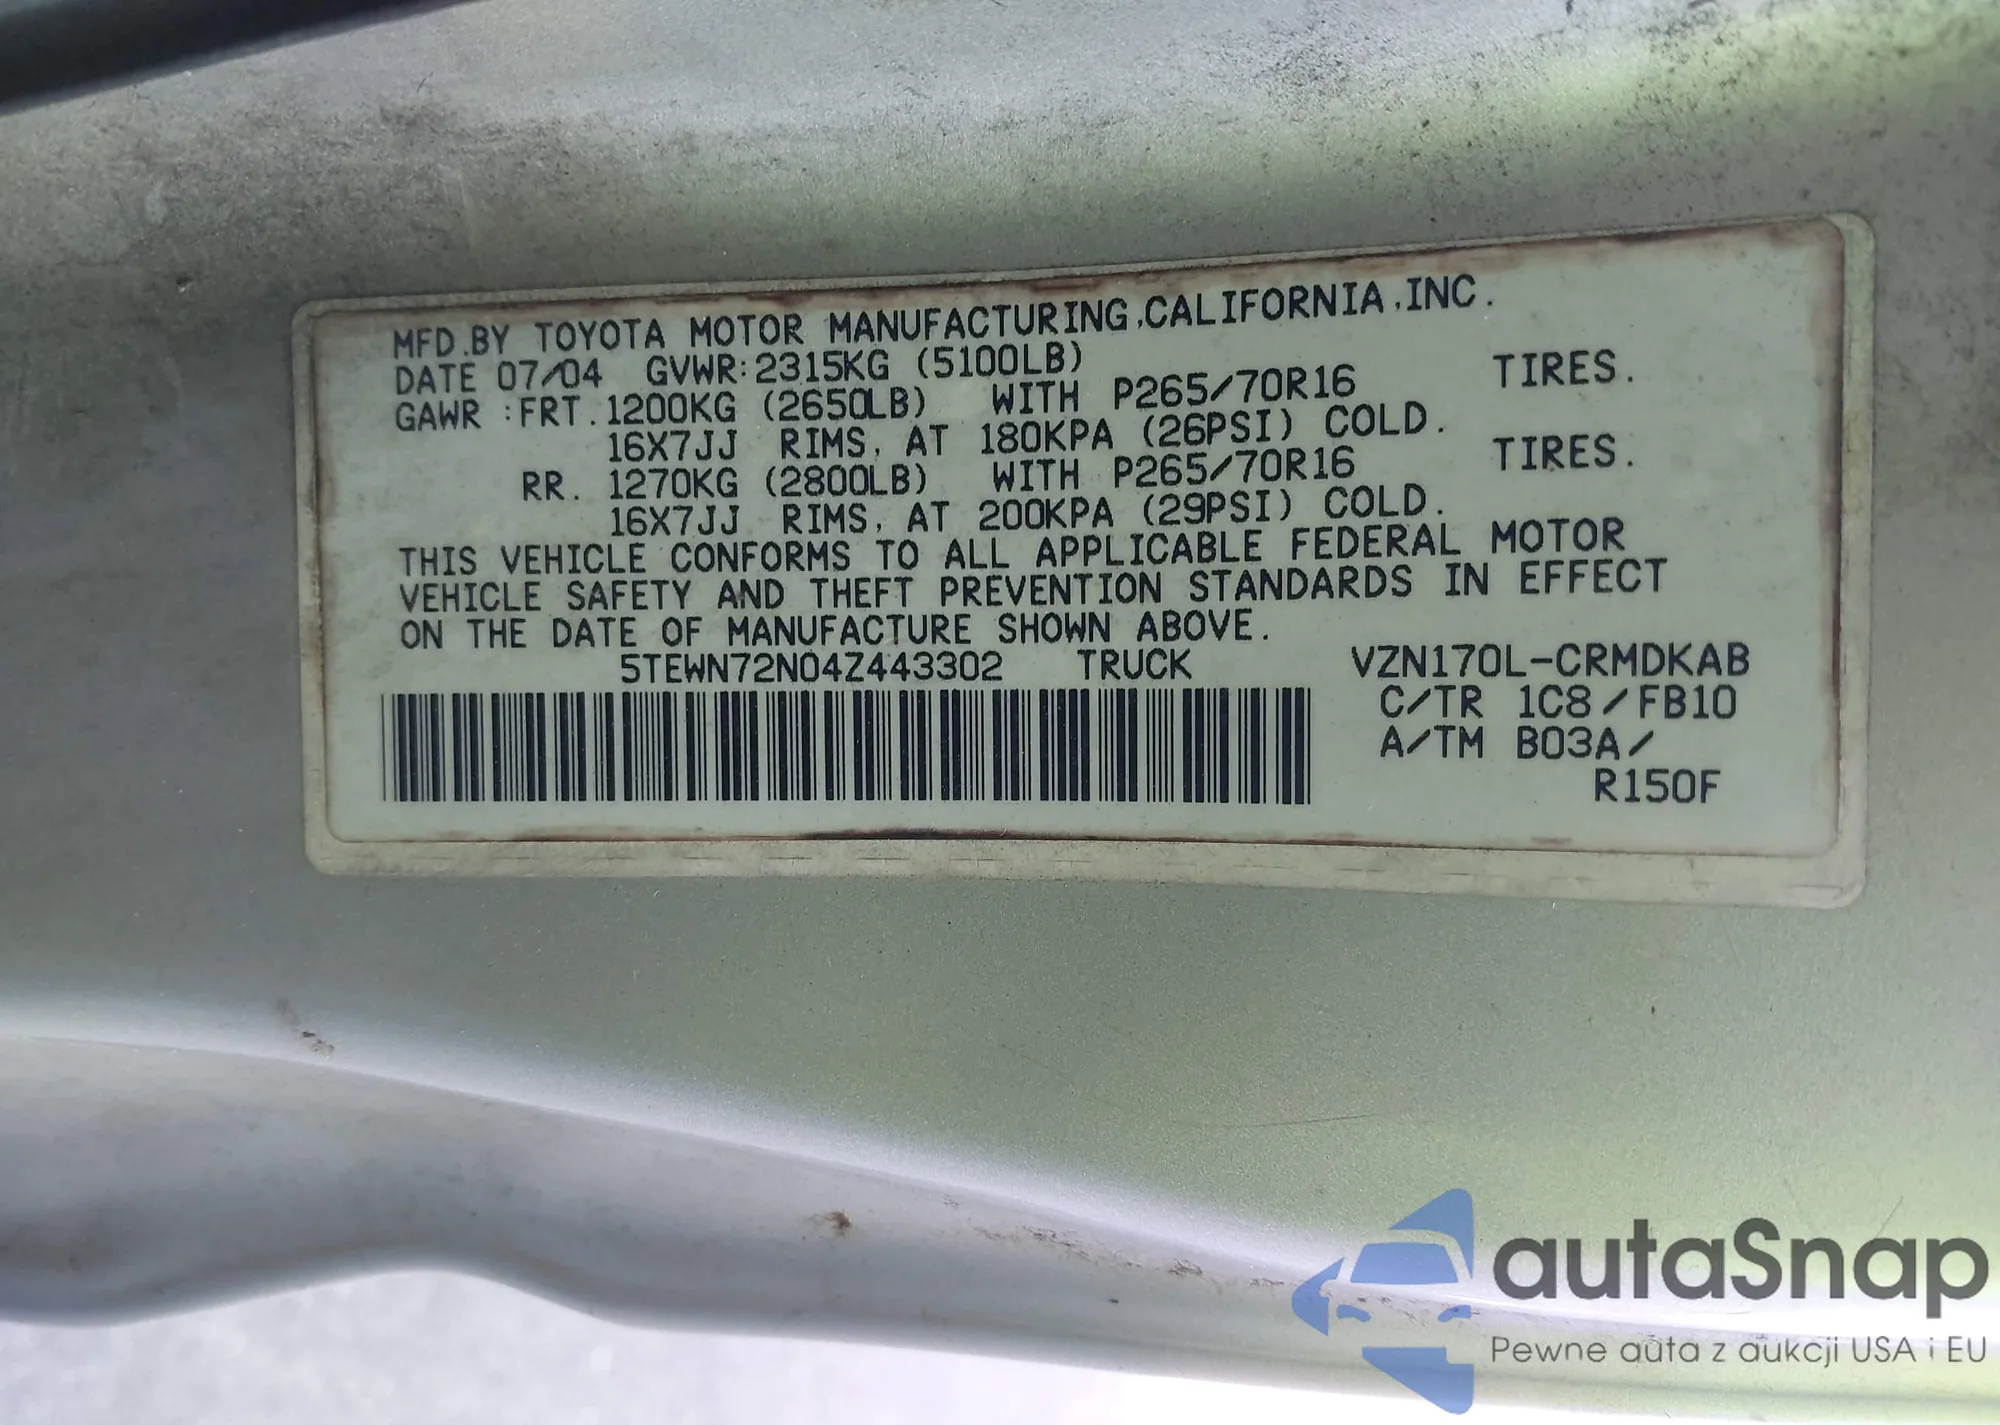 MFD.BY TOYOTA MOTOR MANUFACTURING,CALIFORNIA,INC.
DATE 07/04 GVWR:2315KG (5100LB)
GAWR :FRT.1200KG (2650LB) WITH P265/70R16 TIRES.
16X7JJ RIMS, AT 180KPA (26PSI) COLD.
RR. 1270KG (2800LB) WITH P265/70R16 TIRES.
16X7JJ RIMS, AT 200KPA (29PSI) COLD.
THIS VEHICLE CONFORMS TO ALL APPLICABLE FEDERAL MOTOR
VEHICLE SAFETY AND THEFT PREVENTION STANDARDS IN EFFECT
ON THE DATE OF MANUFACTURE SHOWN ABOVE.
5TEWN72N04Z443302 TRUCK VZN170L-CRMDKAB
C/TR 1C8/FB10
A/TM B03A/
R150F
autaSnap
Pewne auta z aukcji USA i EU